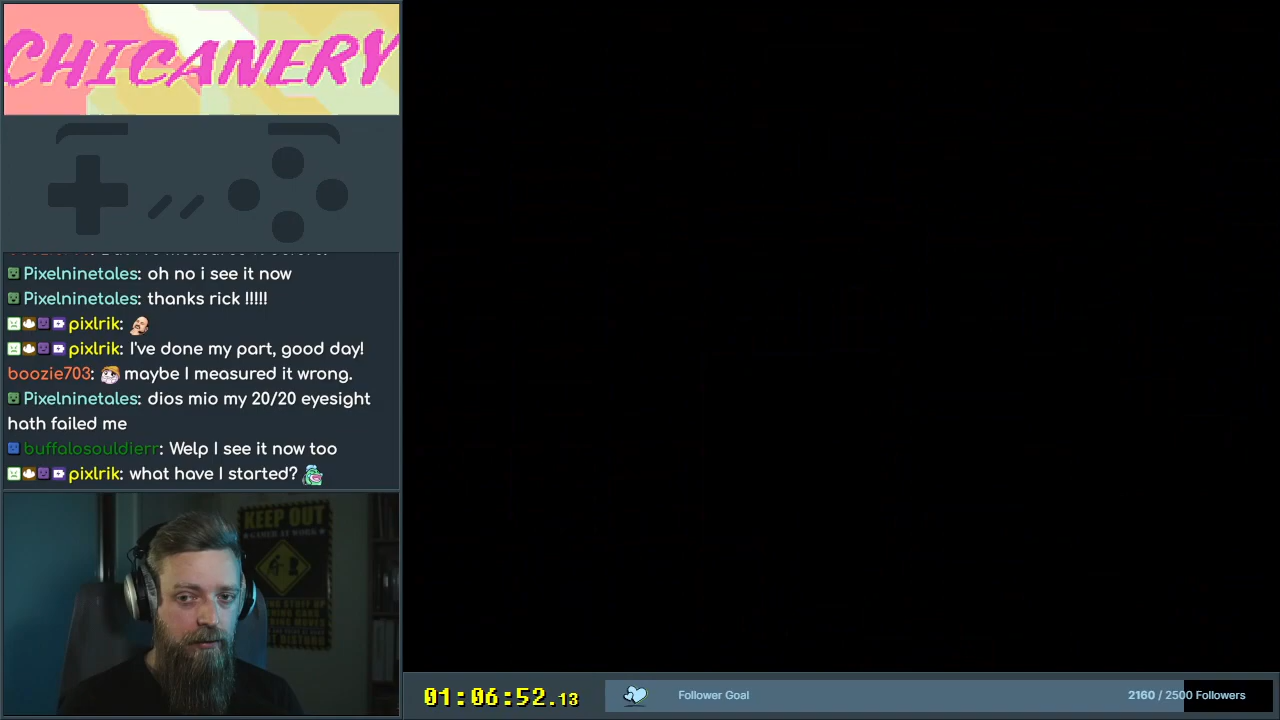 CHICANERY
Pixelninetales: oh no i see it now
Pixelninetales: thanks rick !!!!!
pixlrik:
pixlrik: I've done my part, good day!
boozie703: maybe I measured it wrong.
Pixelninetales: dios mio my 20/20 eyesight
hath failed me
buffalosouldierr: Welp I see it now too
pixlrik: what have I started?
KEEP OUT
01:06:52.13
Follower Goal
2160 / 2500 Followers